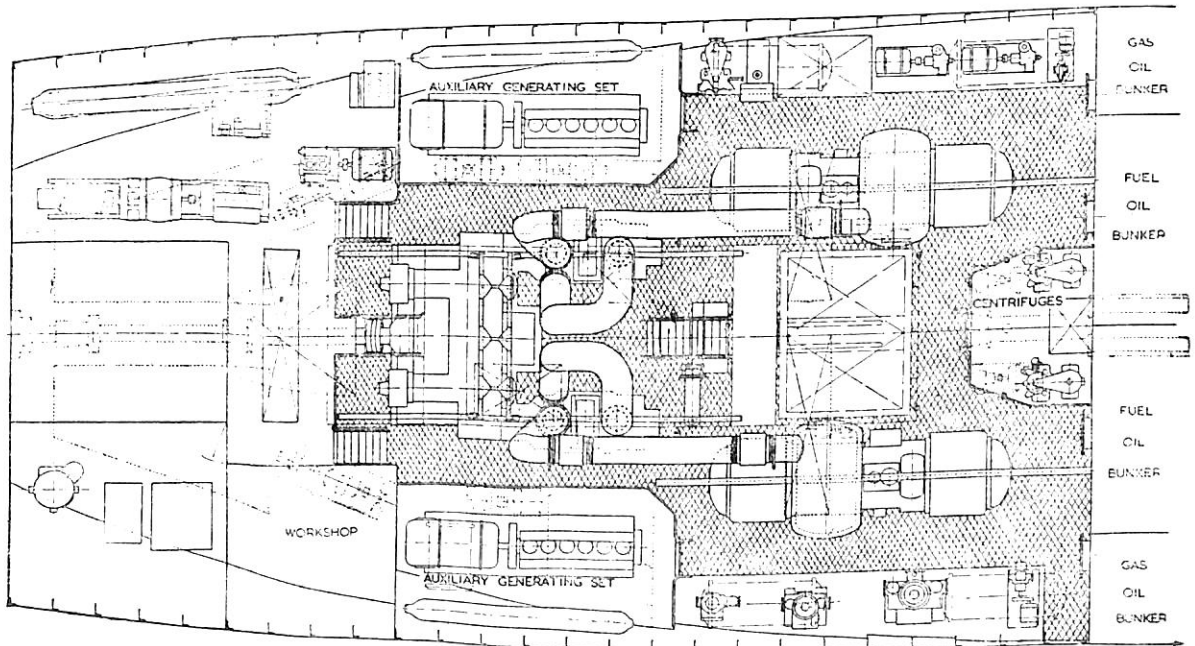 GAS
OIL
BUNKER
AUXILIARY GENERATING SET
FUEL
OIL
BUNKER
CENTRIFUGES
FUEL
OIL
BUNKER
WORKSHOP
AUXILIARY GENERATING SET
GAS
OIL
BUNKER